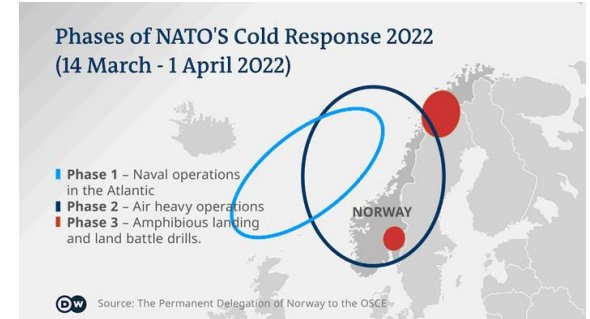 Phases of NATO'S Cold Response 2022
(14 March - 1 April 2022)
Phase 1 – Naval operations
in the Atlantic
Phase 2 – Air heavy operations
Phase 3 – Amphibious landing
and land battle drills.
NORWAY
DW Source: The Permanent Delegation of Norway to the OSCE